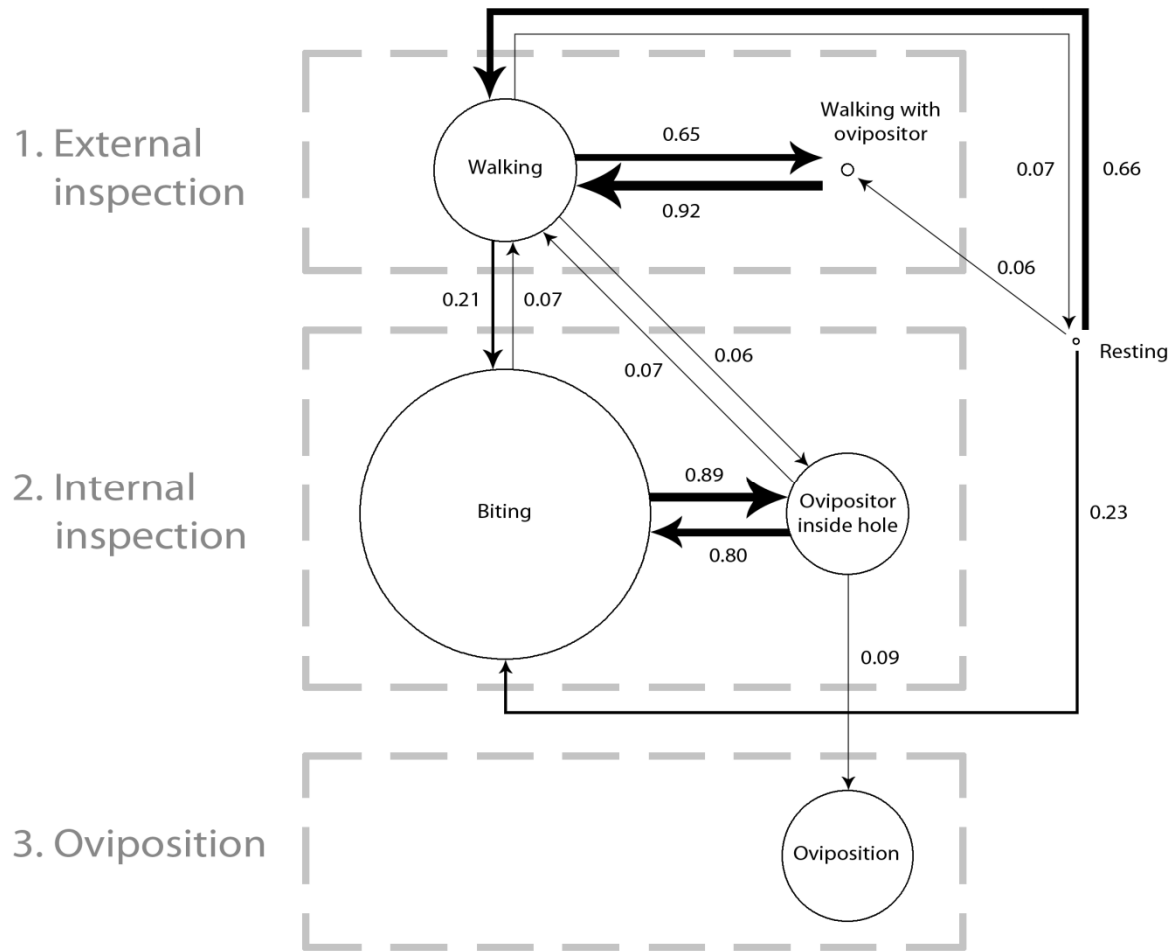 1. External
inspection
Walking
0.65
0.92
Walking with
ovipositor
0.07
0.66
0.06
Resting
0.21
0.07
0.06
0.07
2. Internal
inspection
Biting
0.89
0.80
Ovipositor
inside hole
0.23
0.09
3. Oviposition
Oviposition